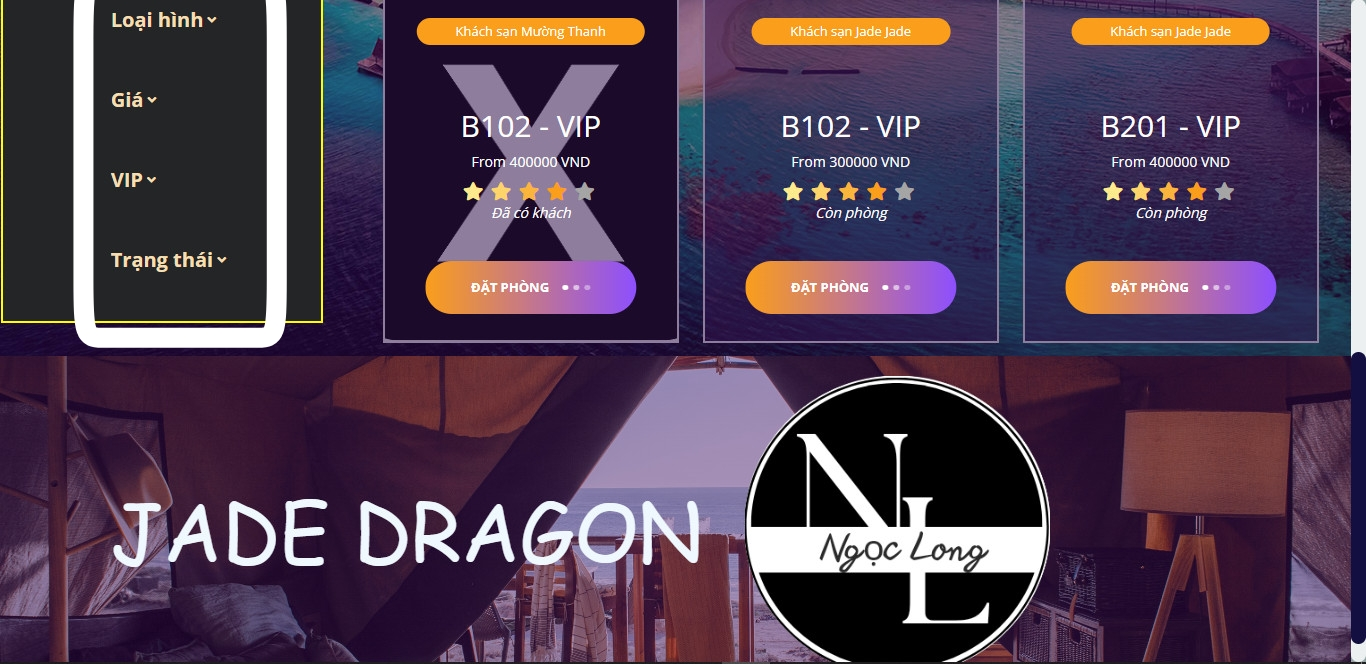 Loại hình
Giá
VIP
Trạng thái
Khách sạn Mường Thanh
X
B102 - VIP
From 400000 VND
Đã có khách
ĐẶT PHÒNG
Khách sạn Jade Jade
B102 - VIP
From 300000 VND
Còn phòng
ĐẶT PHÒNG
Khách sạn Jade Jade
B201 - VIP
From 400000 VND
Còn phòng
ĐẶT PHÒNG
JADE DRAGON
NL
Ngọc Long